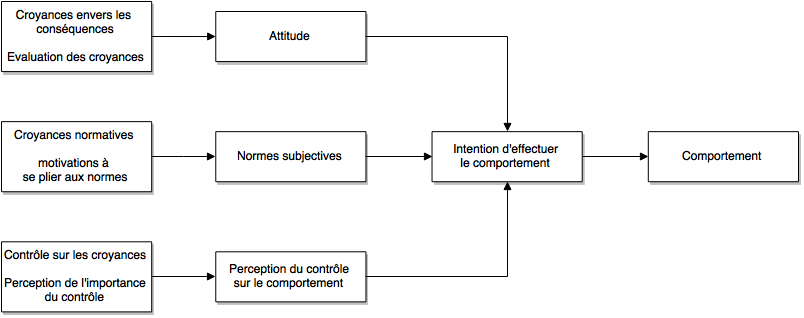 Croyances envers les
conséquences
Evaluation des croyances
Attitude
Croyances normatives
motivations à
se plier aux normes
Normes subjectives
Intention d'effectuer
le comportement
Comportement
Contrôle sur les croyances
Perception de l'importance
du contrôle
Perception du contrôle
sur le comportement